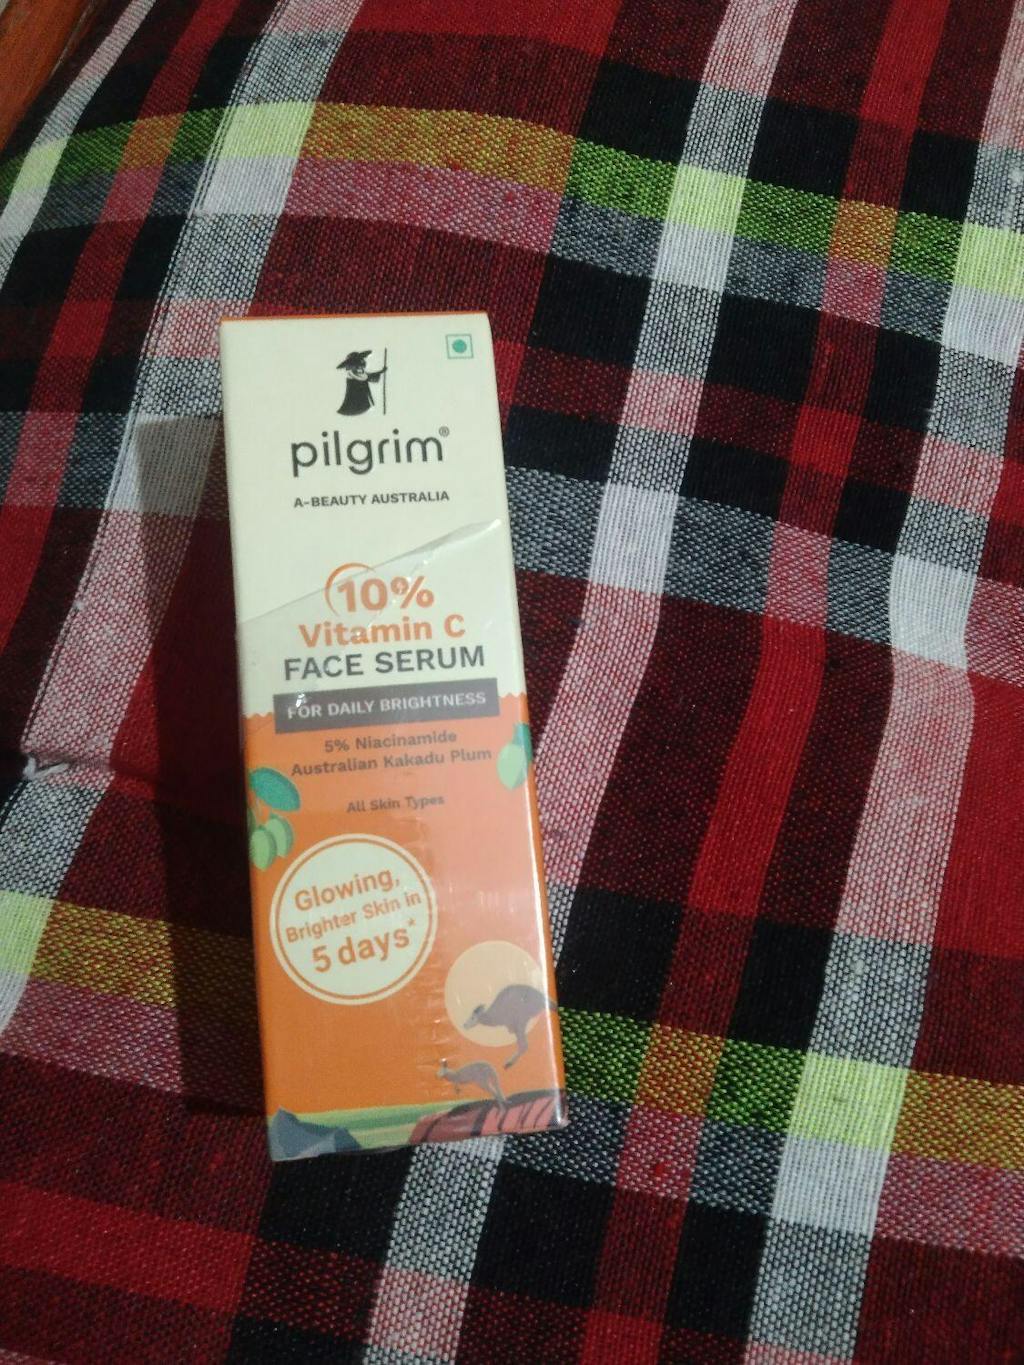 pilgrim®
A-BEAUTY AUSTRALIA
10%
Vitamin C
FACE SERUM
FOR DAILY BRIGHTNESS
5% Niacinamide
Australian Kakadu Plum
All Skin Types
Glowing,
Brighter Skin in
5 days*